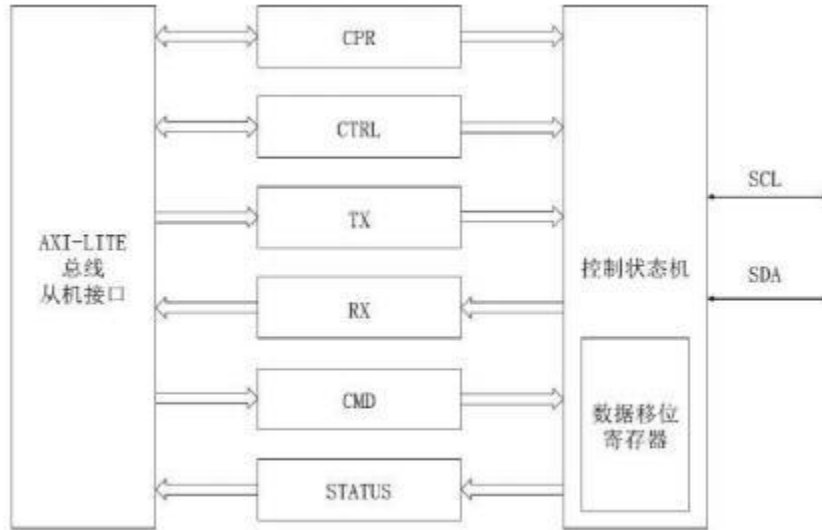 CPR
CTRL
TX
RX
CMD
STATUS
AXI-LITE
总线
从机接口
控制状态机
数据移位
寄存器
SCL
SDA